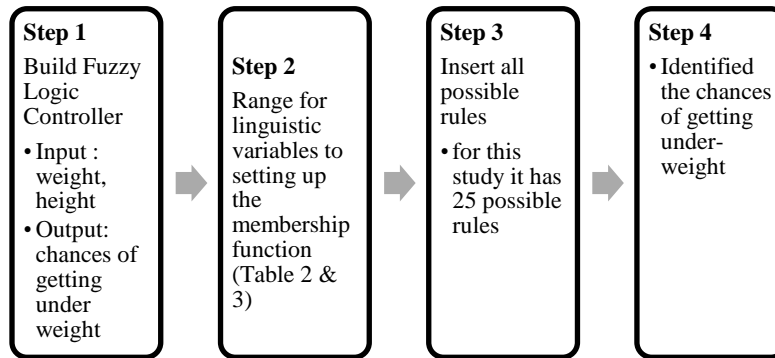 Step 1
Build Fuzzy
Logic
Controller
• Input :
weight,
height
• Output:
chances of
getting
under
weight
Step 2
Range for
linguistic
variables to
setting up
the
membership
function
(Table 2 &
3)
Step 3
Insert all
possible
rules
• for this
study it has
25 possible
rules
Step 4
• Identified
the chances
of getting
under-
weight